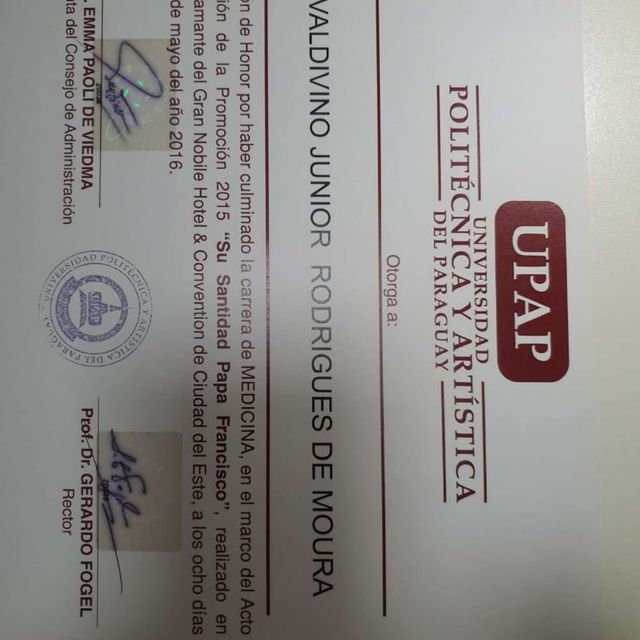 UPAP
UNIVERSIDAD
POLITÉCNICA Y ARTÍSTICA
DEL PARAGUAY
Otorga a:
VALDIVINO JUNIOR RODRIGUES DE MOURA
ón de Honor por haber culminado la carrera de MEDICINA, en el marco del Acto
ión de la Promoción 2015 “Su Santidad Papa Francisco”, realizado en
amante del Gran Nobile Hotel & Convention de Ciudad del Este, a los ocho días
de mayo del año 2016.
. EMMA PAOLI DE VIEDMA
ta del Consejo de Administración
UNIVERSIDAD POLITÉCNICA Y ARTÍSTICA DEL PARAGUAY
Prof. Dr. GERARDO FOGEL
Rector